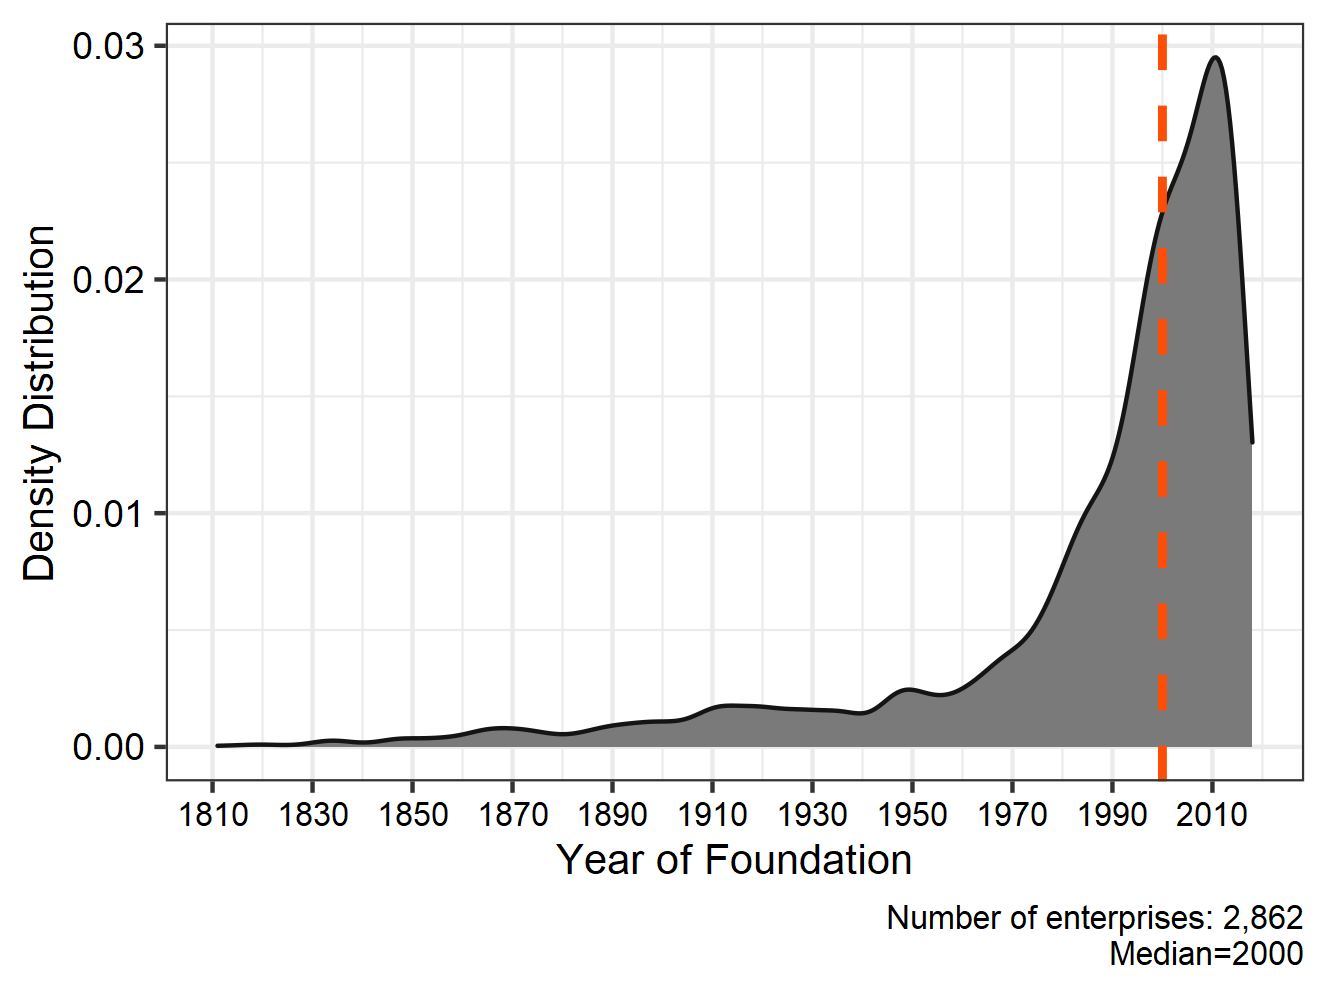 0.03
0.02
0.01
0.00
Density Distribution
1810 1830 1850 1870 1890 1910 1930 1950 1970 1990 2010
Year of Foundation
Number of enterprises: 2,862
Median=2000